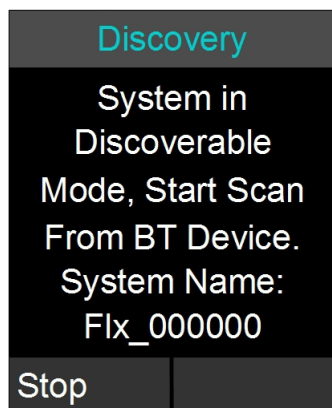 Discovery
System in
Discoverable
Mode, Start Scan
From BT Device.
System Name:
Flx_000000
Stop